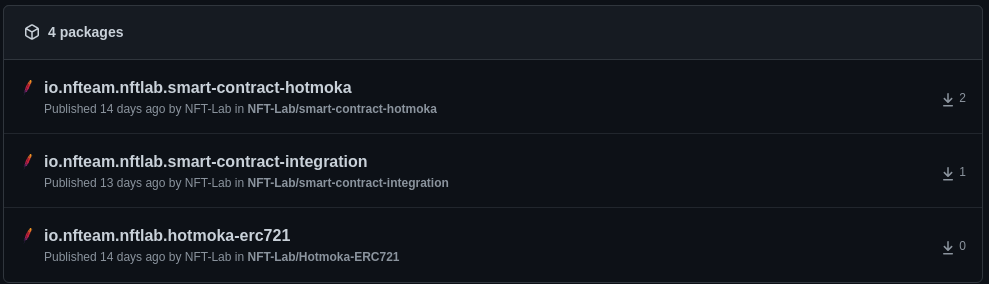 4 packages
io.nfteam.nftlab.smart-contract-hotmoka
Published 14 days ago by NFT-Lab in NFT-Lab/smart-contract-hotmoka
2
io.nfteam.nftlab.smart-contract-integration
Published 13 days ago by NFT-Lab in NFT-Lab/smart-contract-integration
1
io.nfteam.nftlab.hotmoka-erc721
Published 14 days ago by NFT-Lab in NFT-Lab/Hotmoka-ERC721
0